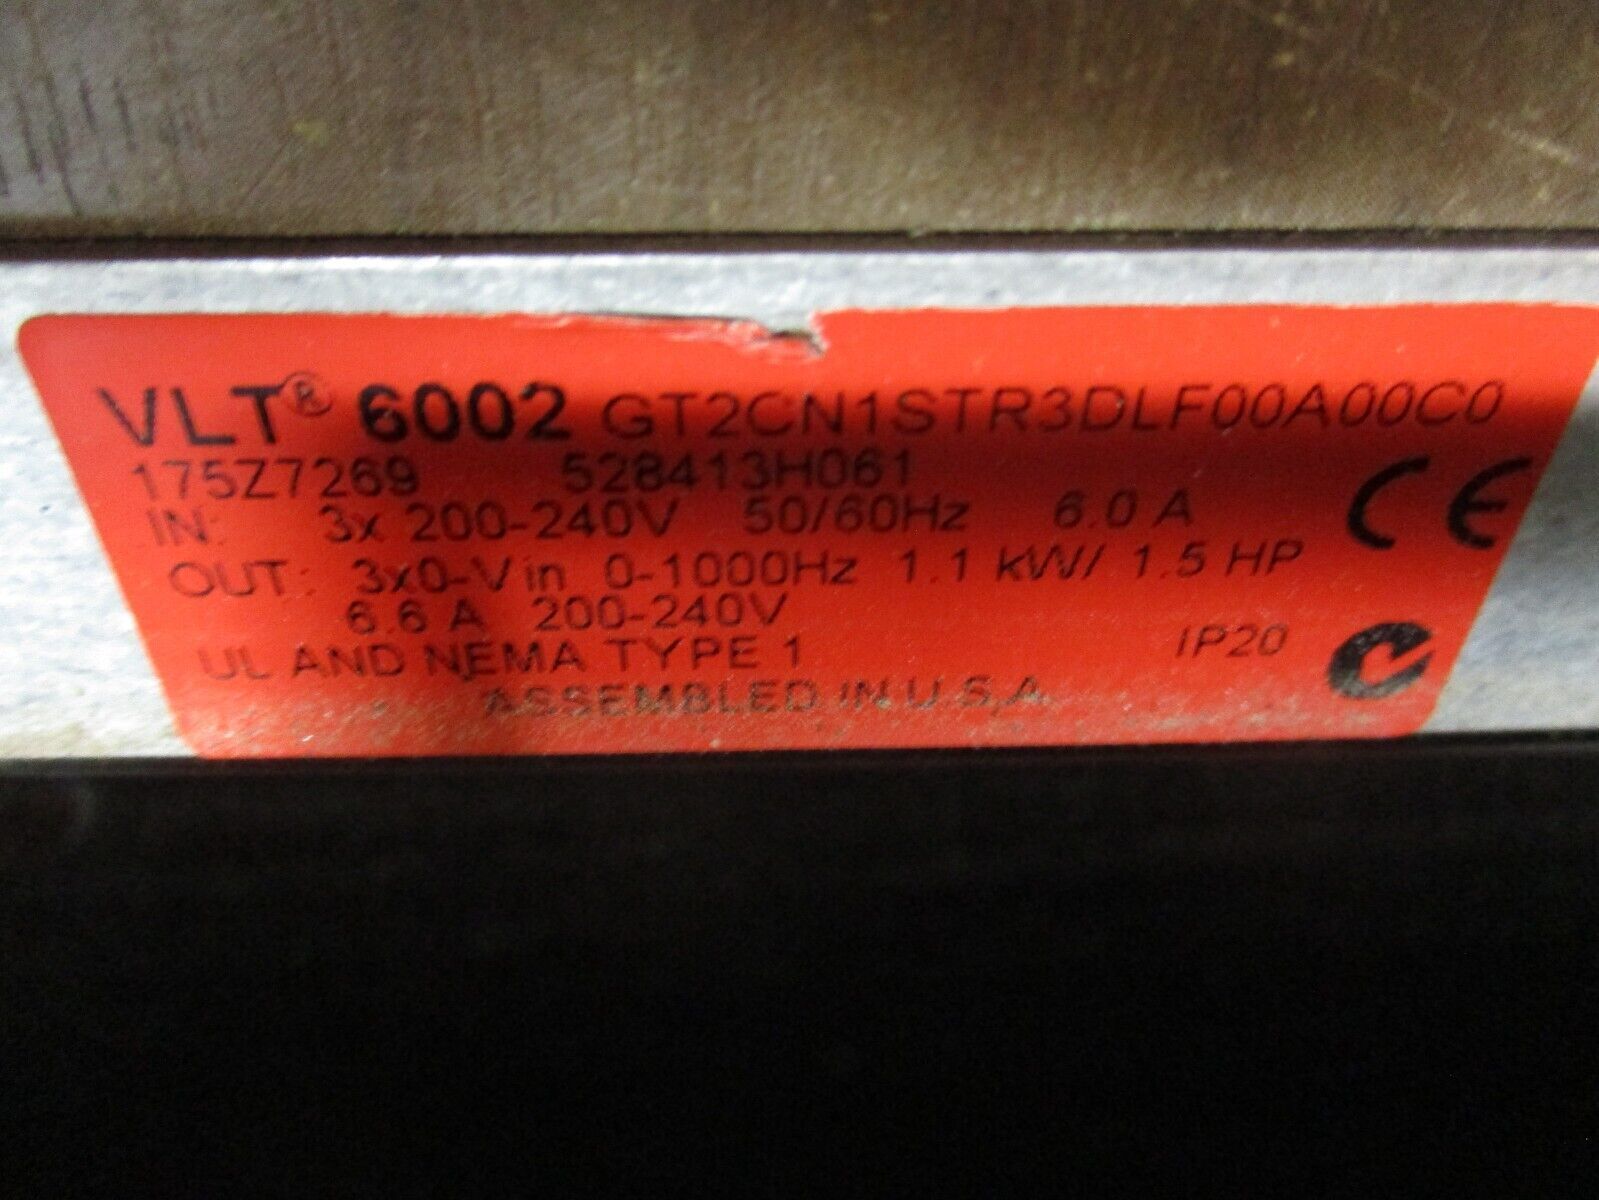 VLT® 6002 GT2CN1STR3DLF00A00C0
175Z7269 528413H061
IN: 3x 200-240V 50/60Hz 6.0 A
OUT: 3x0-Vin 0-1000Hz 1.1 kW/ 1.5 HP
6.6 A 200-240V
UL AND NEMA TYPE 1 IP20
ASSEMBLED IN U.S.A.
CE